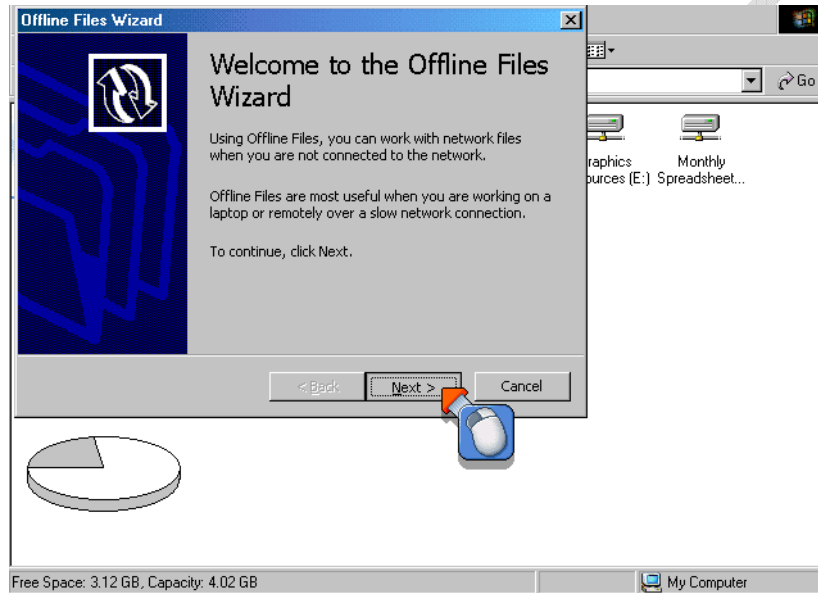 Offline Files Wizard
Welcome to the Offline Files
Wizard
Using Offline Files, you can work with network files
when you are not connected to the network.
Offline Files are most useful when you are working on a
laptop or remotely over a slow network connection.
To continue, click Next.
< Back
Next >
Cancel
Go
raphics
ources (E:)
Monthly
Spreadsheet...
Free Space: 3.12 GB, Capacity: 4.02 GB
My Computer